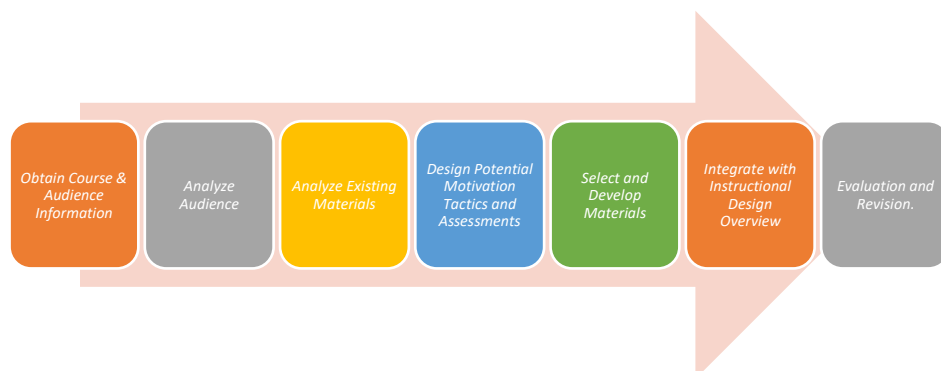 Obtain Course &
Audience
Information
Analyze
Audience
Analyze Existing
Materials
Design Potential
Motivation
Tactics and
Assessments
Select and
Develop
Materials
Integrate with
Instructional
Design
Overview
Evaluation and
Revision.